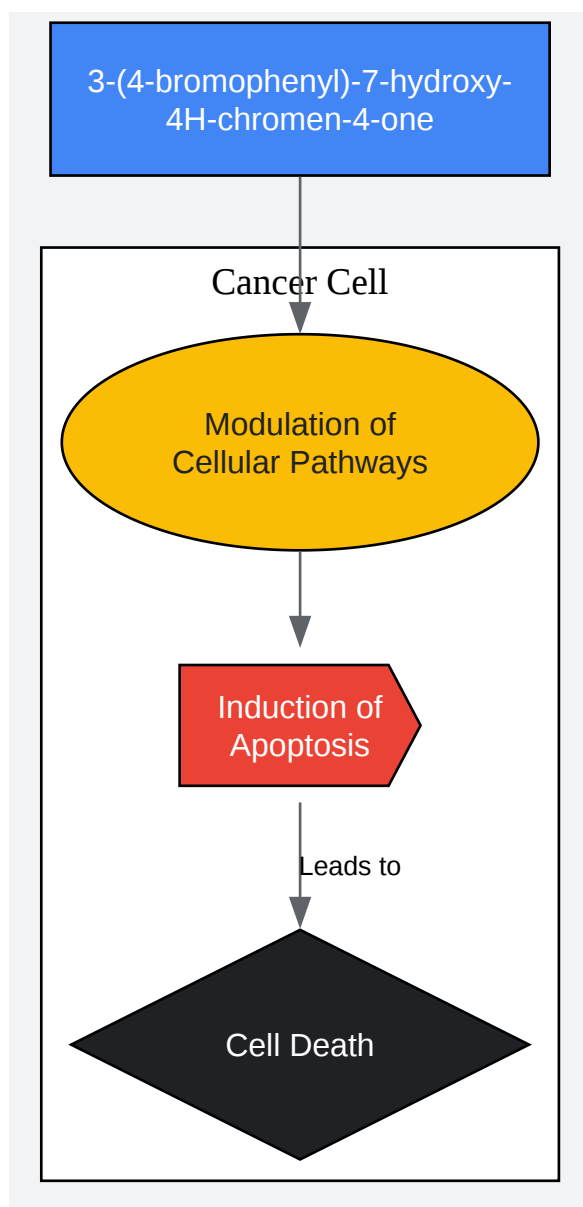 3-(4-bromophenyl)-7-hydroxy-
4H-chromen-4-one
Cancer Cell
Modulation of
Cellular Pathways
Induction of
Apoptosis
Leads to
Cell Death